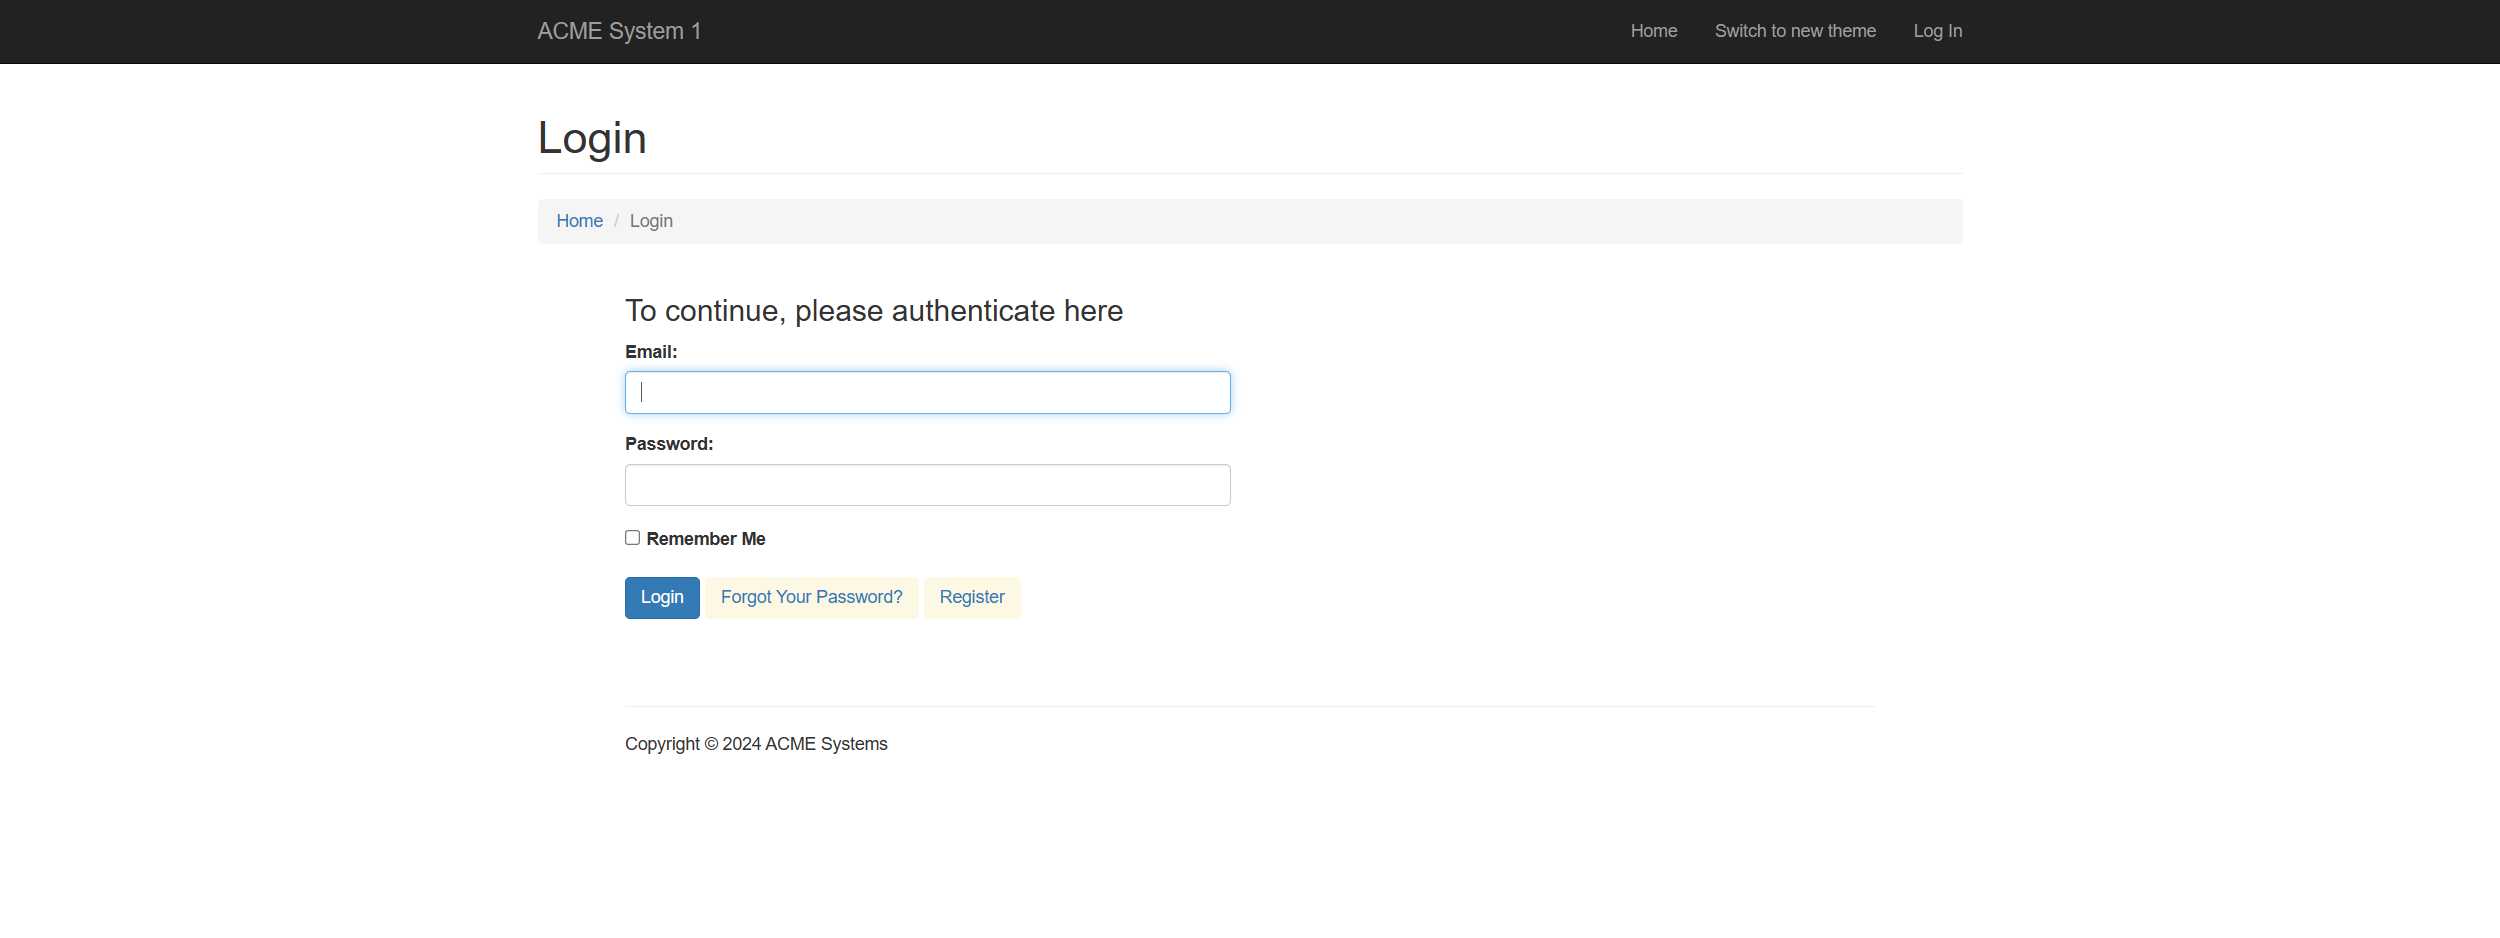 ACME System 1
Home Switch to new theme Log In
Login
Home / Login
To continue, please authenticate here
Email:
Password:
Remember Me
Login Forgot Your Password? Register
Copyright © 2024 ACME Systems